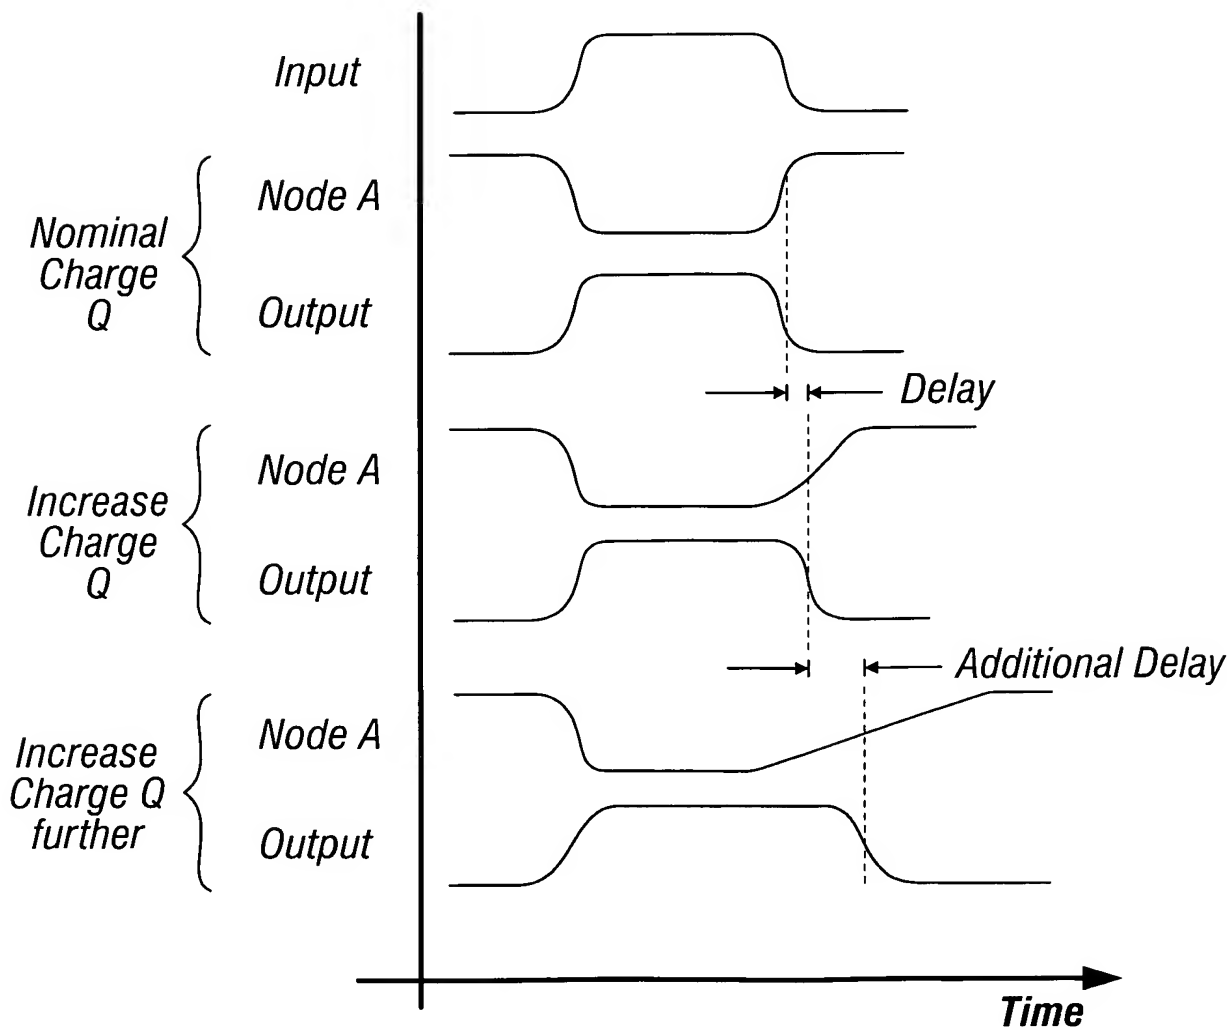 Input
Nominal
Charge
Q
Node A
Output
Delay
Increase
Charge
Q
Node A
Output
Additional Delay
Increase
Charge Q
further
Node A
Output
Time